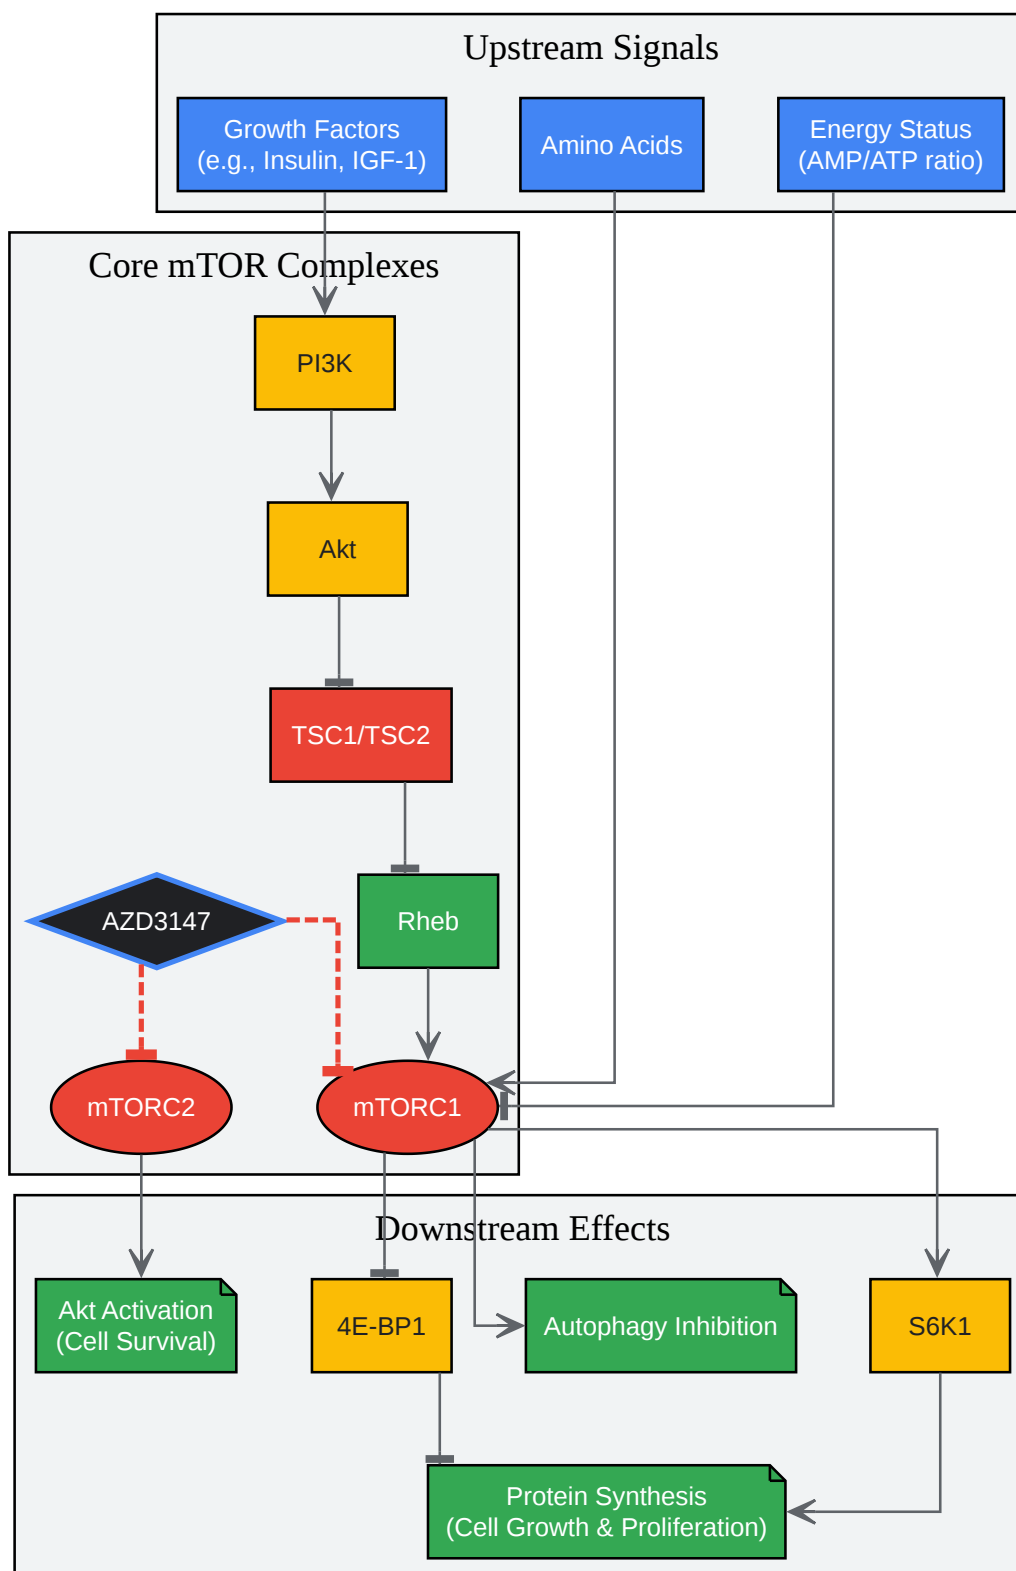 Upstream Signals
Growth Factors
(e.g., Insulin, IGF-1)
Amino Acids
Energy Status
(AMP/ATP ratio)
Core mTOR Complexes
PI3K
Akt
TSC1/TSC2
AZD3147
Rheb
mTORC2
mTORC1
Downstream Effects
Akt Activation
(Cell Survival)
4E-BP1
Autophagy Inhibition
S6K1
Protein Synthesis
(Cell Growth & Proliferation)